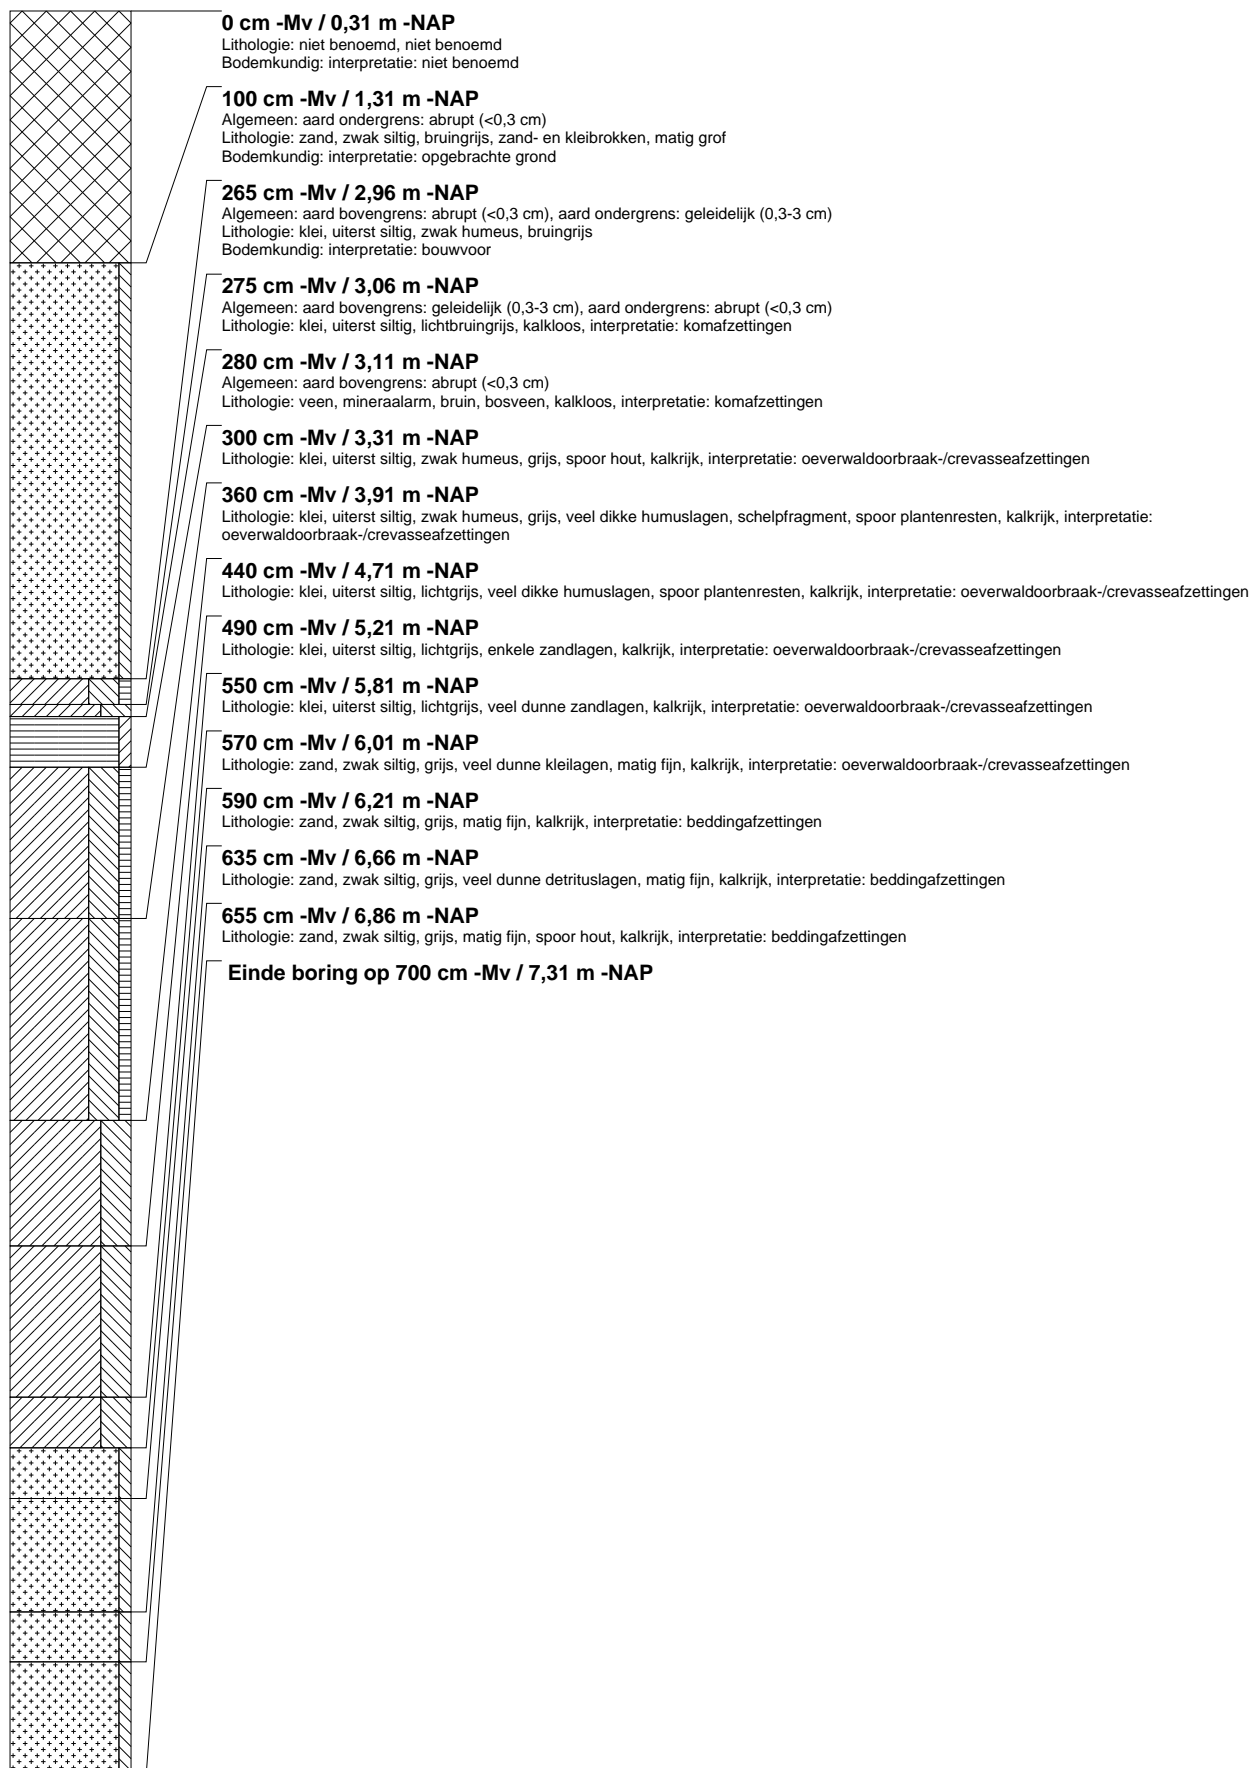 0 cm -Mv / 0,31 m -NAP
Lithologie: niet benoemd, niet benoemd
Bodemkundig: interpretatie: niet benoemd
100 cm -Mv / 1,31 m -NAP
Algemeen: aard ondergrens: abrupt (<0,3 cm)
Lithologie: zand, zwak siltig, bruingrijs, zand- en kleibrokken, matig grof
Bodemkundig: interpretatie: opgebrachte grond
265 cm -Mv / 2,96 m -NAP
Algemeen: aard bovengrens: abrupt (<0,3 cm), aard ondergrens: geleidelijk (0,3-3 cm)
Lithologie: klei, uiterst siltig, zwak humeus, bruingrijs
Bodemkundig: interpretatie: bouwvoor
275 cm -Mv / 3,06 m -NAP
Algemeen: aard bovengrens: geleidelijk (0,3-3 cm), aard ondergrens: abrupt (<0,3 cm)
Lithologie: klei, uiterst siltig, lichtbruingrijs, kalkloos, interpretatie: komafzettingen
280 cm -Mv / 3,11 m -NAP
Algemeen: aard bovengrens: abrupt (<0,3 cm)
Lithologie: veen, mineraalarm, bruin, bosveen, kalkloos, interpretatie: komafzettingen
300 cm -Mv / 3,31 m -NAP
Lithologie: klei, uiterst siltig, zwak humeus, grijs, spoor hout, kalkrijk, interpretatie: oeverwaldoorbraak-/crevasseafzettingen
360 cm -Mv / 3,91 m -NAP
Lithologie: klei, uiterst siltig, zwak humeus, grijs, veel dikke humuslagen, schelpfragment, spoor plantenresten, kalkrijk, interpretatie:
oeverwaldoorbraak-/crevasseafzettingen
440 cm -Mv / 4,71 m -NAP
Lithologie: klei, uiterst siltig, lichtgrijs, veel dikke humuslagen, spoor plantenresten, kalkrijk, interpretatie: oeverwaldoorbraak-/crevasseafzettingen
490 cm -Mv / 5,21 m -NAP
Lithologie: klei, uiterst siltig, lichtgrijs, enkele zandlagen, kalkrijk, interpretatie: oeverwaldoorbraak-/crevasseafzettingen
550 cm -Mv / 5,81 m -NAP
Lithologie: klei, uiterst siltig, lichtgrijs, veel dunne zandlagen, kalkrijk, interpretatie: oeverwaldoorbraak-/crevasseafzettingen
570 cm -Mv / 6,01 m -NAP
Lithologie: zand, zwak siltig, grijs, veel dunne kleilagen, matig fijn, kalkrijk, interpretatie: oeverwaldoorbraak-/crevasseafzettingen
590 cm -Mv / 6,21 m -NAP
Lithologie: zand, zwak siltig, grijs, matig fijn, kalkrijk, interpretatie: beddingafzettingen
635 cm -Mv / 6,66 m -NAP
Lithologie: zand, zwak siltig, grijs, veel dunne detrituslagen, matig fijn, kalkrijk, interpretatie: beddingafzettingen
655 cm -Mv / 6,86 m -NAP
Lithologie: zand, zwak siltig, grijs, matig fijn, spoor hout, kalkrijk, interpretatie: beddingafzettingen
Einde boring op 700 cm -Mv / 7,31 m -NAP